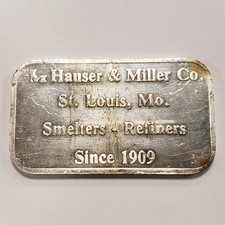 Hauser & Miller Co.
St. Louis, Mo.
Smelters - Refiners
Since 1909